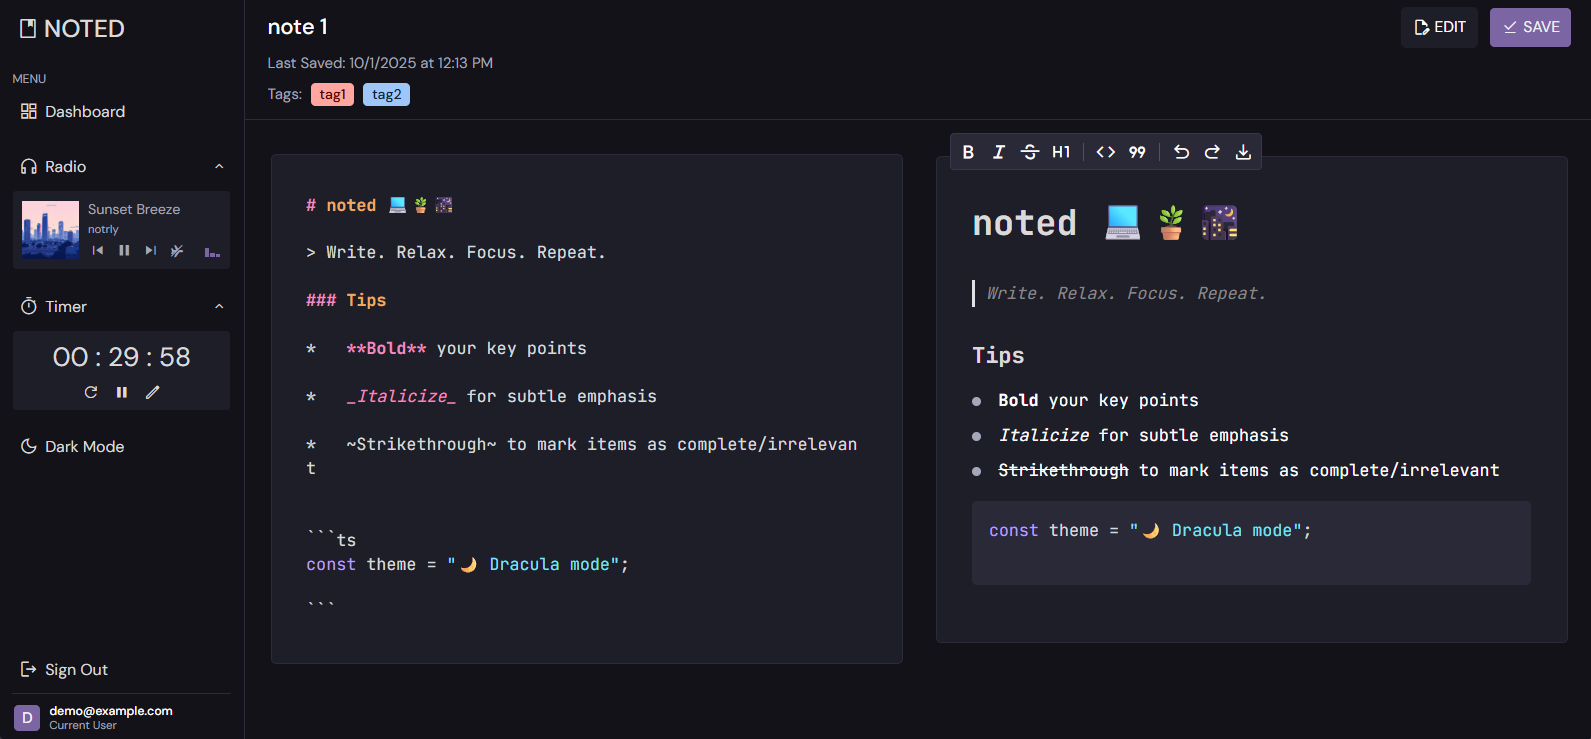 NOTED
MENU
Dashboard
Radio
Sunset Breeze
notrly
Timer
00 : 29 : 58
Dark Mode
Sign Out
D
demo@example.com
Current User
note 1
Last Saved: 10/1/2025 at 12:13 PM
Tags: tag1 tag2
EDIT
SAVE
# noted 💻 🪴 🌃
> Write. Relax. Focus. Repeat.
### Tips
*   **Bold** your key points
*   _Italicize_ for subtle emphasis
*   ~Strikethrough~ to mark items as complete/irrelevan
t
```ts
const theme = "🌙 Dracula mode";
```
B I S H1 <> 99
noted 💻 🪴 🌃
Write. Relax. Focus. Repeat.
Tips
● Bold your key points
● Italicize for subtle emphasis
● Strikethrough to mark items as complete/irrelevant
const theme = "🌙 Dracula mode";